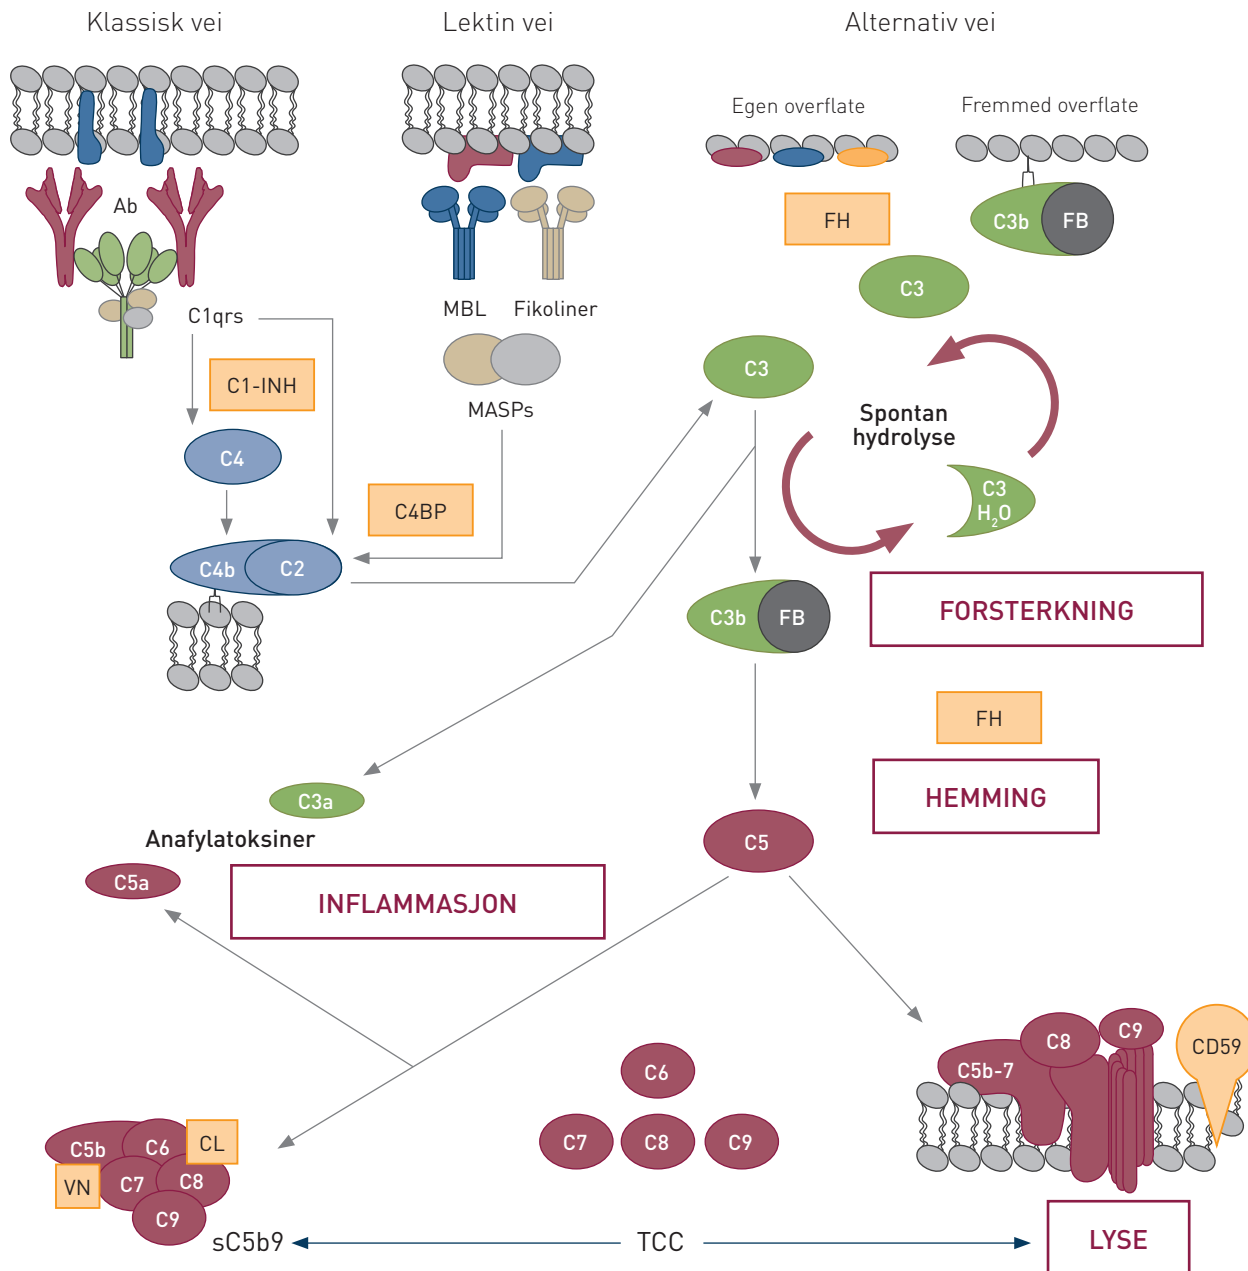 Klassisk vei
Lektin vei
Alternativ vei
Egen overflate
Fremmed overflate
Ab
FH
C3b
FB
C3
C1qrs
MBL
Fikoliner
C1-INH
C3
MASPs
Spontan
hydrolyse
C4
C4BP
C3
H₂O
C4b
C2
C3b
FB
FORSTERKNING
FH
C3a
HEMMING
Anafylatoksiner
C5
C5a
INFLAMMASJON
C6
C7
C8
C9
C5b-7
C8
C9
CD59
C5b
C6
CL
VN
C7
C8
C9
sC5b9
TCC
LYSE